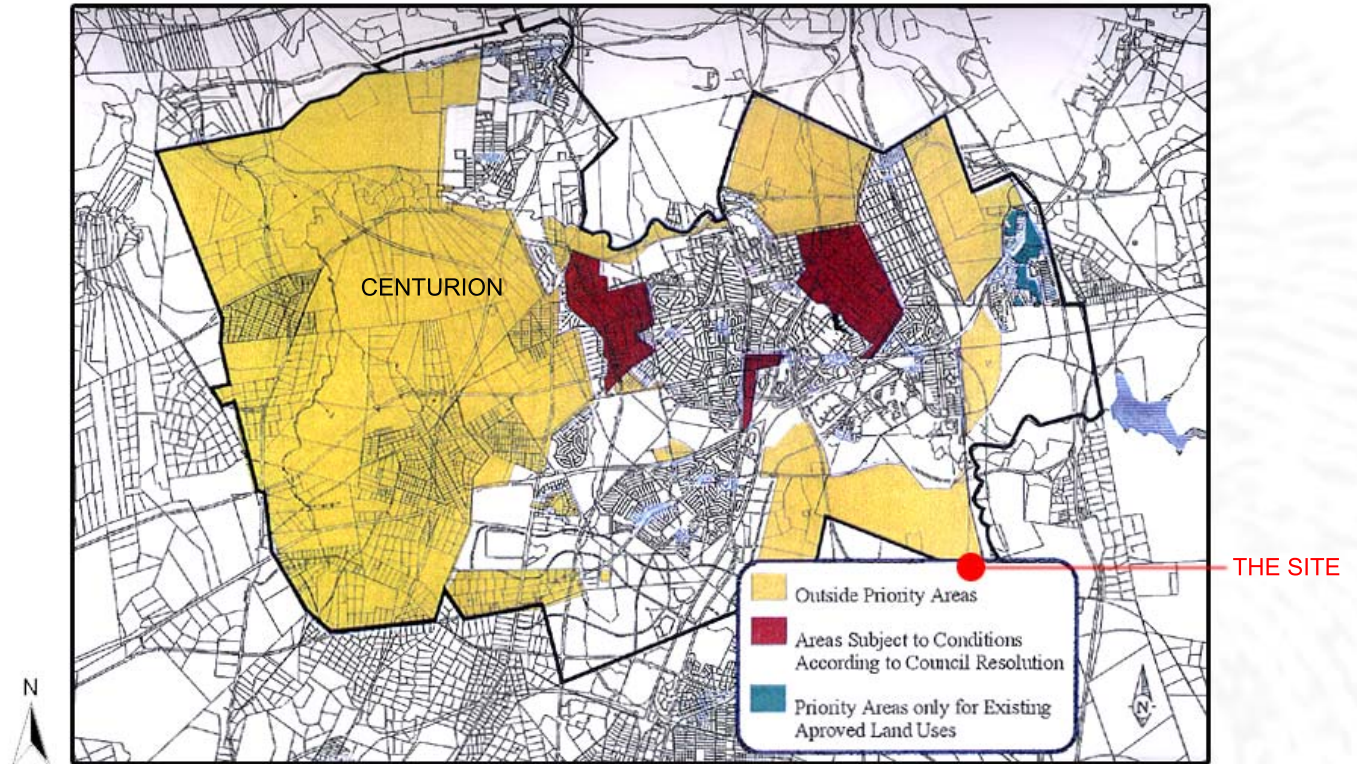 CENTURION
THE SITE
Outside Priority Areas
Areas Subject to Conditions
According to Council Resolution
Priority Areas only for Existing
Aproved Land Uses
N
N